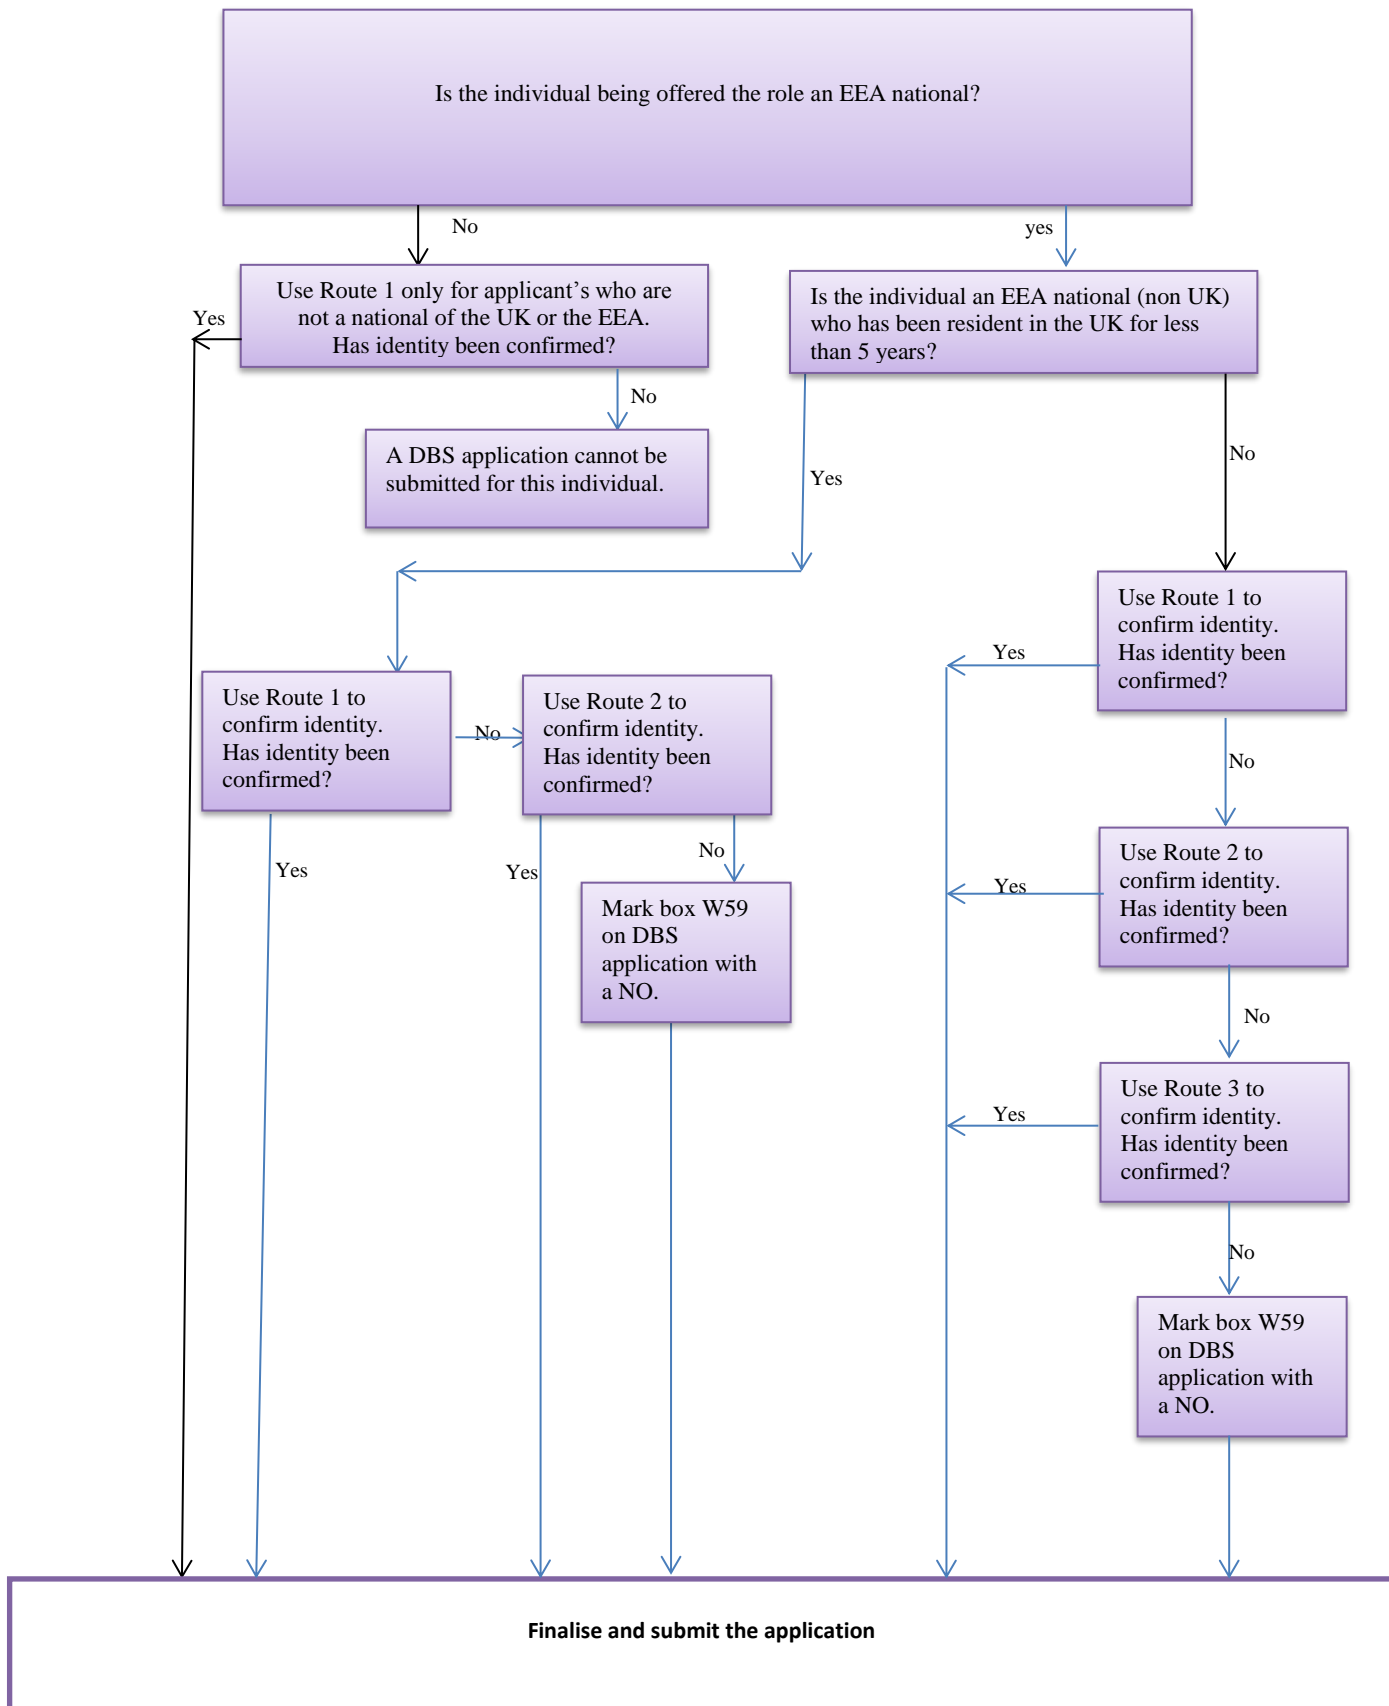 Is the individual being offered the role an EEA national?
No
yes
Use Route 1 only for applicant’s who are
not a national of the UK or the EEA.
Has identity been confirmed?
Yes
No
A DBS application cannot be
submitted for this individual.
Is the individual an EEA national (non UK)
who has been resident in the UK for less
than 5 years?
Yes
No
Use Route 1 to
confirm identity.
Has identity been
confirmed?
No
Yes
Use Route 2 to
confirm identity.
Has identity been
confirmed?
Yes
No
Mark box W59
on DBS
application with
a NO.
Use Route 1 to
confirm identity.
Has identity been
confirmed?
Yes
No
Use Route 2 to
confirm identity.
Has identity been
confirmed?
Yes
No
Use Route 3 to
confirm identity.
Has identity been
confirmed?
Yes
No
Mark box W59
on DBS
application with
a NO.
Finalise and submit the application